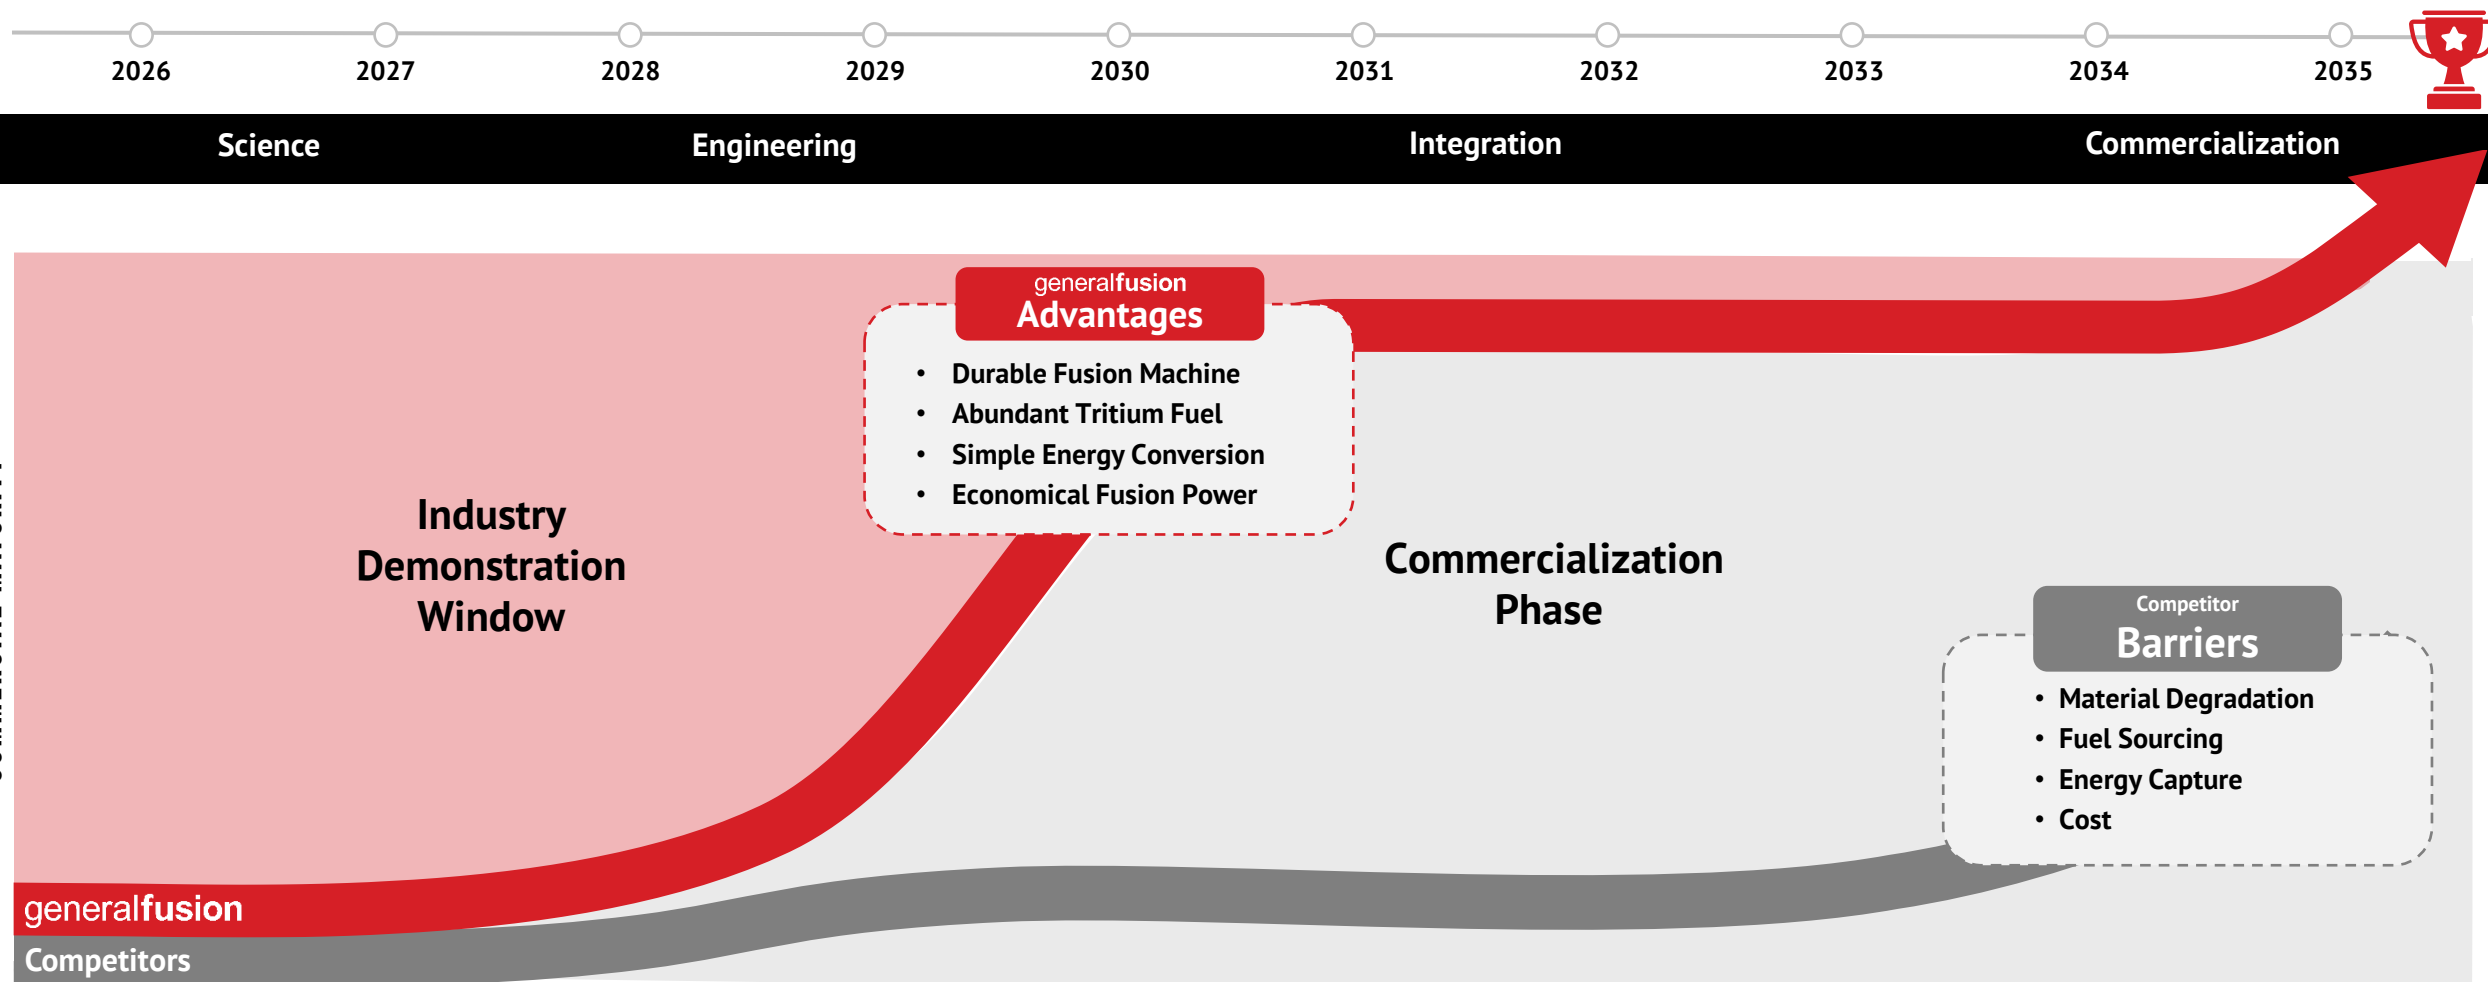 2026 2027 2028 2029 2030 2031 2032 2033 2034 2035
Science Engineering Integration Commercialization
generalfusion
Advantages
• Durable Fusion Machine
• Abundant Tritium Fuel
• Simple Energy Conversion
• Economical Fusion Power
Industry
Demonstration
Window
Commercialization
Phase
Competitor
Barriers
• Material Degradation
• Fuel Sourcing
• Energy Capture
• Cost
generalfusion
Competitors